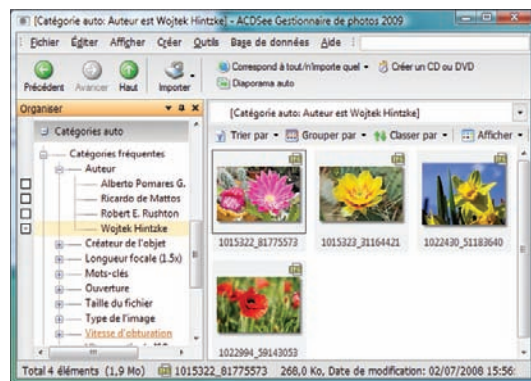 [Catégorie auto: Auteur est Wojtek Hintzke] - ACDSee Gestionnaire de photos 2009
Fichier Éditer Afficher Créer Outils Base de données Aide
Précédent Avancer Haut Importer
Correspond à tout/n'importe quel Créer un CD ou DVD
Diaporama auto
Organiser
Catégories auto
Catégories fréquentes
Auteur
Alberto Pomares G.
Ricardo de Mattos
Robert E. Rushton
Wojtek Hintzke
Créateur de l'objet
Longueur focale (1.5x)
Mots-clés
Ouverture
Taille du fichier
Type de l'image
Vitesse d'obturation
[Catégorie auto: Auteur est Wojtek Hintzke]
Trier par Grouper par Classer par Afficher
1015322_81775573 1015323_31164421 1022430_51183640
1022994_59143053
Total 4 éléments (1,9 Mo) 1015322_81775573 268,0 Ko, Date de modification: 02/07/2008 15:56: